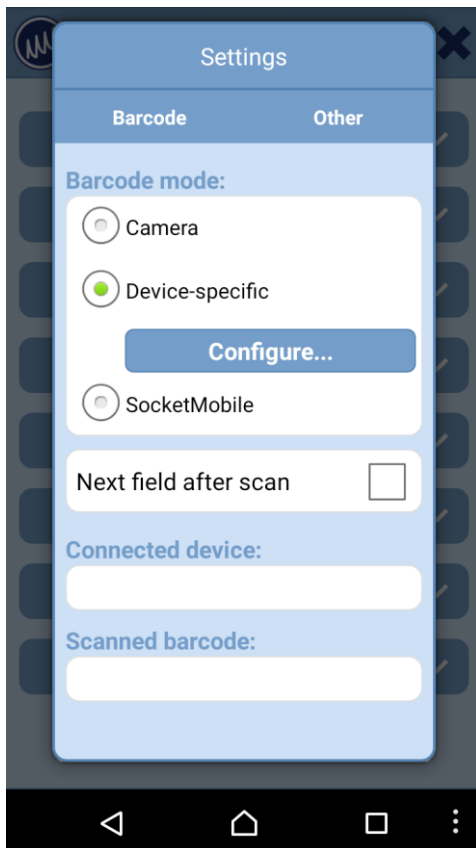 Settings
Barcode Other
Barcode mode:
Camera
Device-specific
Configure...
SocketMobile
Next field after scan
Connected device:
Scanned barcode: